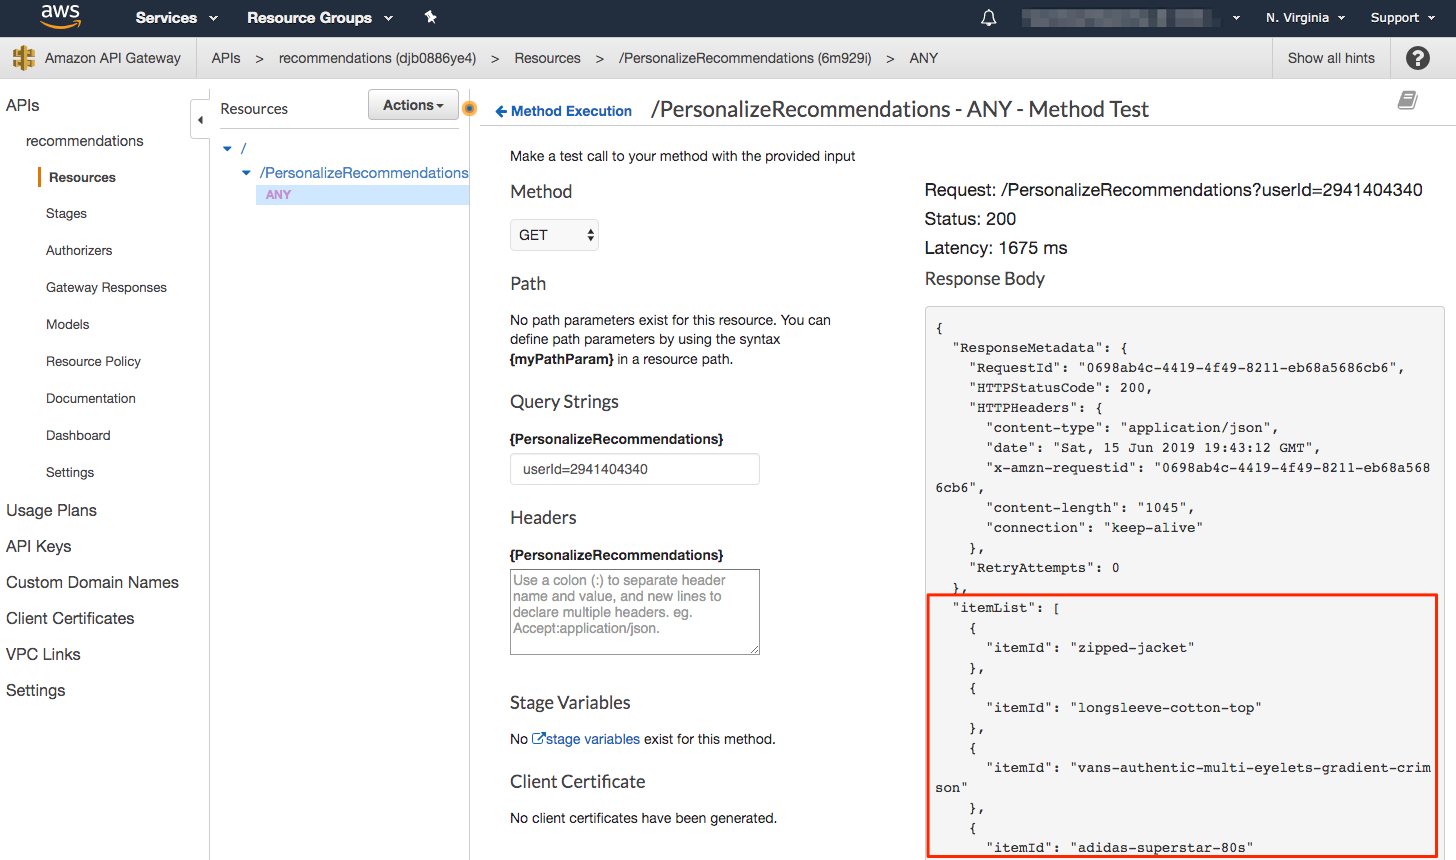 aws Services Resource Groups N. Virginia Support
Amazon API Gateway APIs > recommendations (djb0886ye4) > Resources > /PersonalizeRecommendations (6m929i) > ANY Show all hints ?
APIs
recommendations
Resources
Stages
Authorizers
Gateway Responses
Models
Resource Policy
Documentation
Dashboard
Settings
Usage Plans
API Keys
Custom Domain Names
Client Certificates
VPC Links
Settings
Resources
Actions
/
/PersonalizeRecommendations
ANY
Method Execution /PersonalizeRecommendations - ANY - Method Test
Make a test call to your method with the provided input
Method
GET
Path
No path parameters exist for this resource. You can
define path parameters by using the syntax
{myPathParam} in a resource path.
Query Strings
{PersonalizeRecommendations}
userId=2941404340
Headers
{PersonalizeRecommendations}
Use a colon (:) to separate header
name and value, and new lines to
declare multiple headers. eg.
Accept:application/json.
Stage Variables
No stage variables exist for this method.
Client Certificate
No client certificates have been generated.
Request: /PersonalizeRecommendations?userId=2941404340
Status: 200
Latency: 1675 ms
Response Body
{
"ResponseMetadata": {
"RequestId": "0698ab4c-4419-4f49-8211-eb68a5686cb6",
"HTTPStatusCode": 200,
"HTTPHeaders": {
"content-type": "application/json",
"date": "Sat, 15 Jun 2019 19:43:12 GMT",
"x-amzn-requestid": "0698ab4c-4419-4f49-8211-eb68a568
6cb6",
"content-length": "1045",
"connection": "keep-alive"
},
"RetryAttempts": 0
},
"itemList": [
{
"itemId": "zipped-jacket"
},
{
"itemId": "longsleeve-cotton-top"
},
{
"itemId": "vans-authentic-multi-eyelets-gradient-crim
son"
},
{
"itemId": "adidas-superstar-80s"